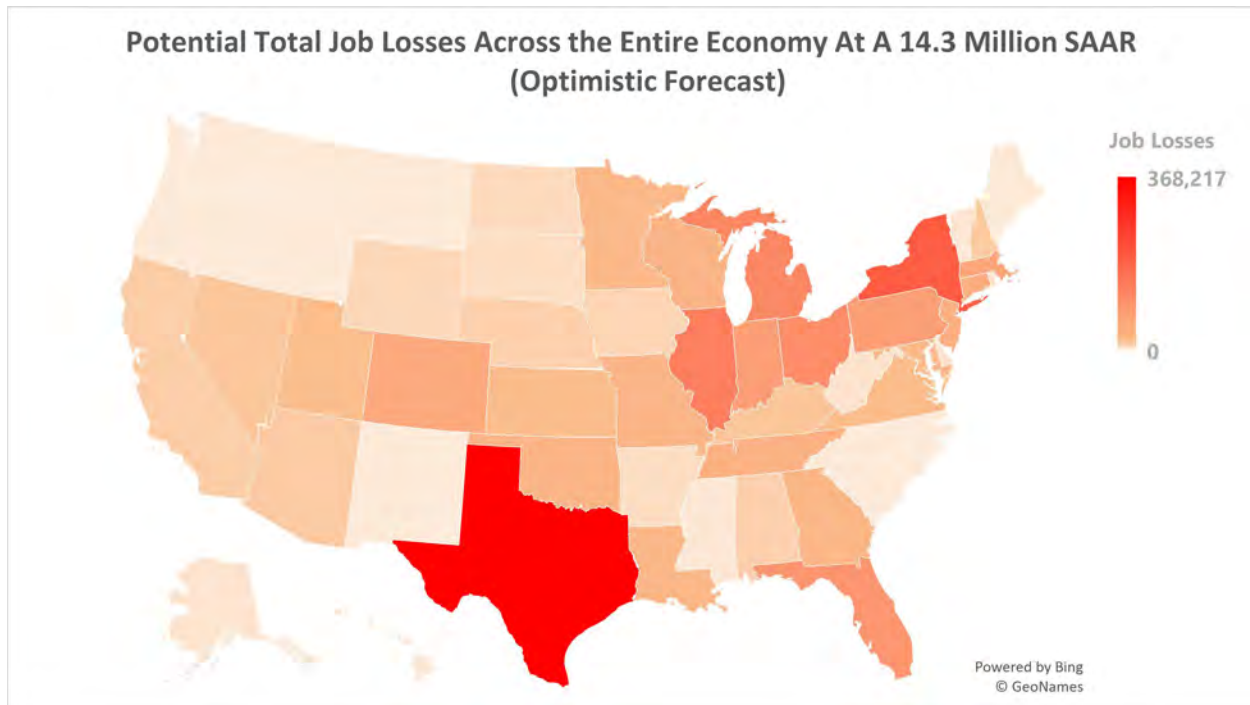 Potential Total Job Losses Across the Entire Economy At A 14.3 Million SAAR
(Optimistic Forecast)
Job Losses
368,217
0
Powered by Bing
© GeoNames